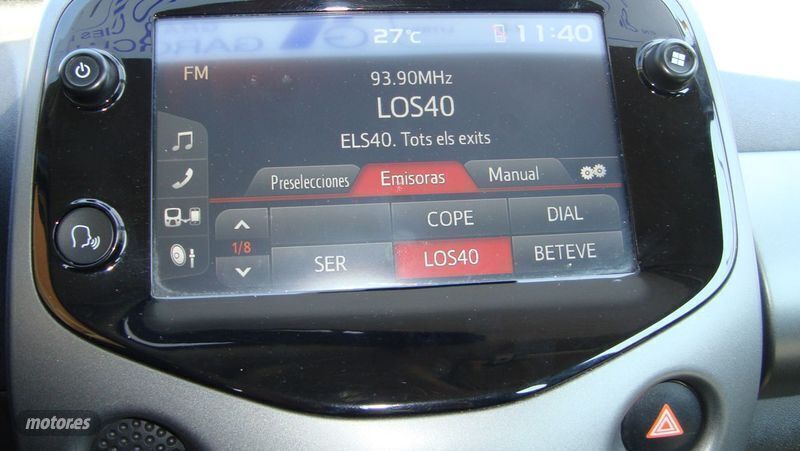 27°C 11:40
FM
93.90MHz
LOS40
ELS40. Tots els exits
Preselecciones Emisoras Manual
COPE DIAL
1/8
SER LOS40 BETEVE
motor.es